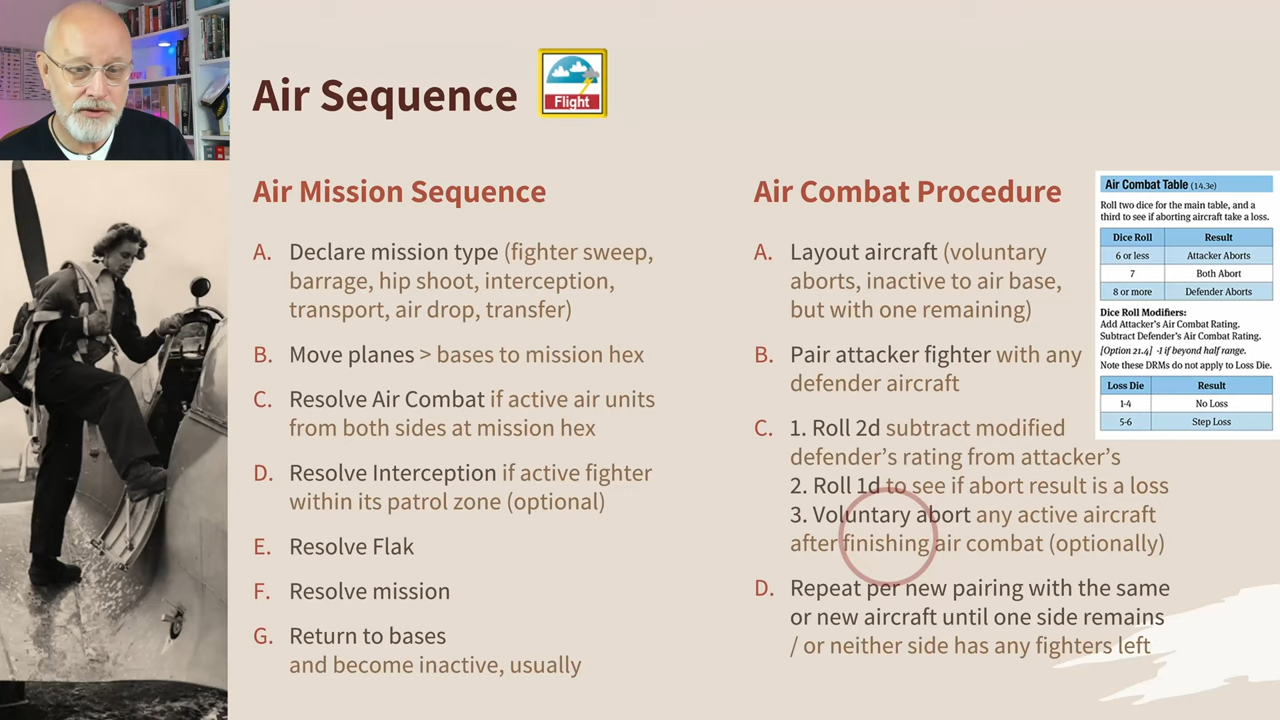 Air Sequence
Flight
Air Mission Sequence
A. Declare mission type (fighter sweep,
barrage, hip shoot, interception,
transport, air drop, transfer)
B. Move planes > bases to mission hex
C. Resolve Air Combat if active air units
from both sides at mission hex
D. Resolve Interception if active fighter
within its patrol zone (optional)
E. Resolve Flak
F. Resolve mission
G. Return to bases
and become inactive, usually
Air Combat Procedure
A. Layout aircraft (voluntary
aborts, inactive to air base,
but with one remaining)
B. Pair attacker fighter with any
defender aircraft
C. 1. Roll 2d subtract modified
defender’s rating from attacker’s
2. Roll 1d to see if abort result is a loss
3. Voluntary abort any active aircraft
after finishing air combat (optionally)
D. Repeat per new pairing with the same
or new aircraft until one side remains
/ or neither side has any fighters left
Air Combat Table (14.3e)
Roll two dice for the main table, and a
third to see if aborting aircraft take a loss.
Dice Roll Result
6 or less Attacker Aborts
7 Both Abort
8 or more Defender Aborts
Dice Roll Modifiers:
Add Attacker's Air Combat Rating.
Subtract Defender's Air Combat Rating.
[Option 21.4] -1 if beyond half range.
Note these DRMs do not apply to Loss Die.
Loss Die Result
1-4 No Loss
5-6 Step Loss